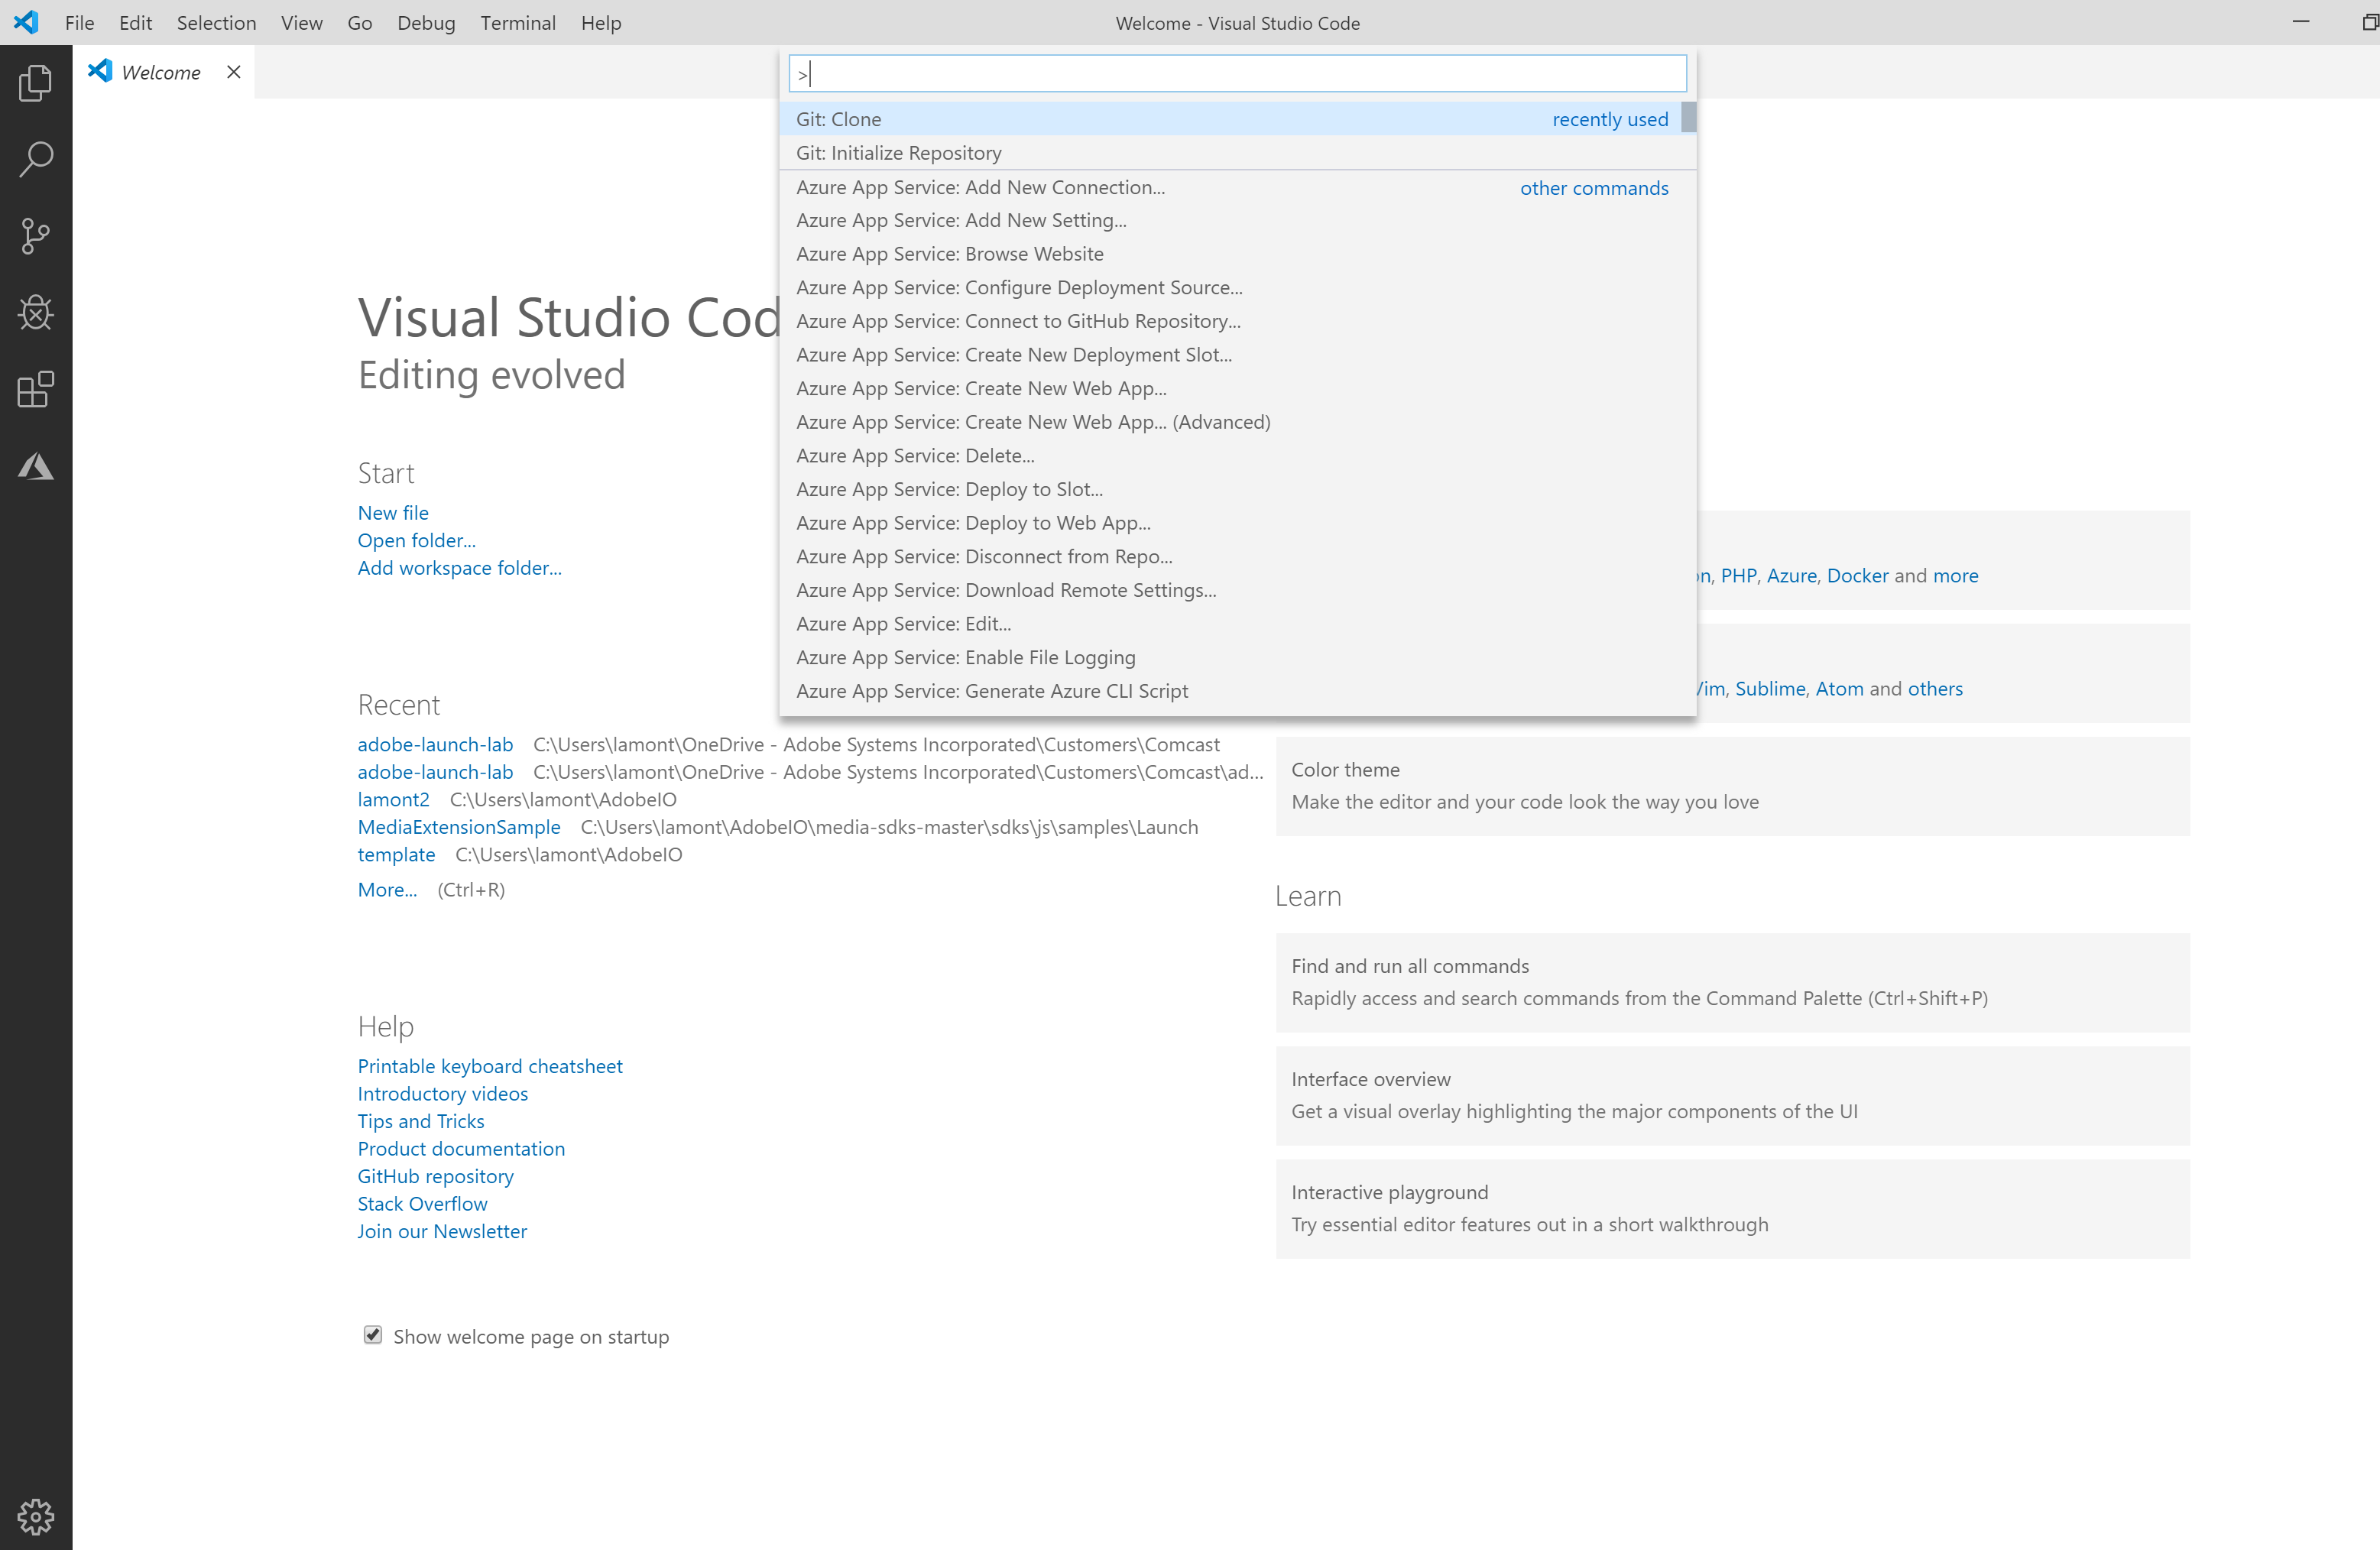 File Edit Selection View Go Debug Terminal Help
Welcome - Visual Studio Code
Welcome
>
Git: Clone recently used
Git: Initialize Repository
Azure App Service: Add New Connection... other commands
Azure App Service: Add New Setting...
Azure App Service: Browse Website
Azure App Service: Configure Deployment Source...
Azure App Service: Connect to GitHub Repository...
Azure App Service: Create New Deployment Slot...
Azure App Service: Create New Web App...
Azure App Service: Create New Web App... (Advanced)
Azure App Service: Delete...
Azure App Service: Deploy to Slot...
Azure App Service: Deploy to Web App...
Azure App Service: Disconnect from Repo...
Azure App Service: Download Remote Settings...
Azure App Service: Edit...
Azure App Service: Enable File Logging
Azure App Service: Generate Azure CLI Script
Visual Studio Cod
Editing evolved
Start
New file
Open folder...
Add workspace folder...
Recent
adobe-launch-lab C:\Users\lamont\OneDrive - Adobe Systems Incorporated\Customers\Comcast
adobe-launch-lab C:\Users\lamont\OneDrive - Adobe Systems Incorporated\Customers\Comcast\ad...
lamont2 C:\Users\lamont\AdobeIO
MediaExtensionSample C:\Users\lamont\AdobeIO\media-sdks-master\sdks\js\samples\Launch
template C:\Users\lamont\AdobeIO
More... (Ctrl+R)
Help
Printable keyboard cheatsheet
Introductory videos
Tips and Tricks
Product documentation
GitHub repository
Stack Overflow
Join our Newsletter
Show welcome page on startup
, PHP, Azure, Docker and more
Vim, Sublime, Atom and others
Color theme
Make the editor and your code look the way you love
Learn
Find and run all commands
Rapidly access and search commands from the Command Palette (Ctrl+Shift+P)
Interface overview
Get a visual overlay highlighting the major components of the UI
Interactive playground
Try essential editor features out in a short walkthrough